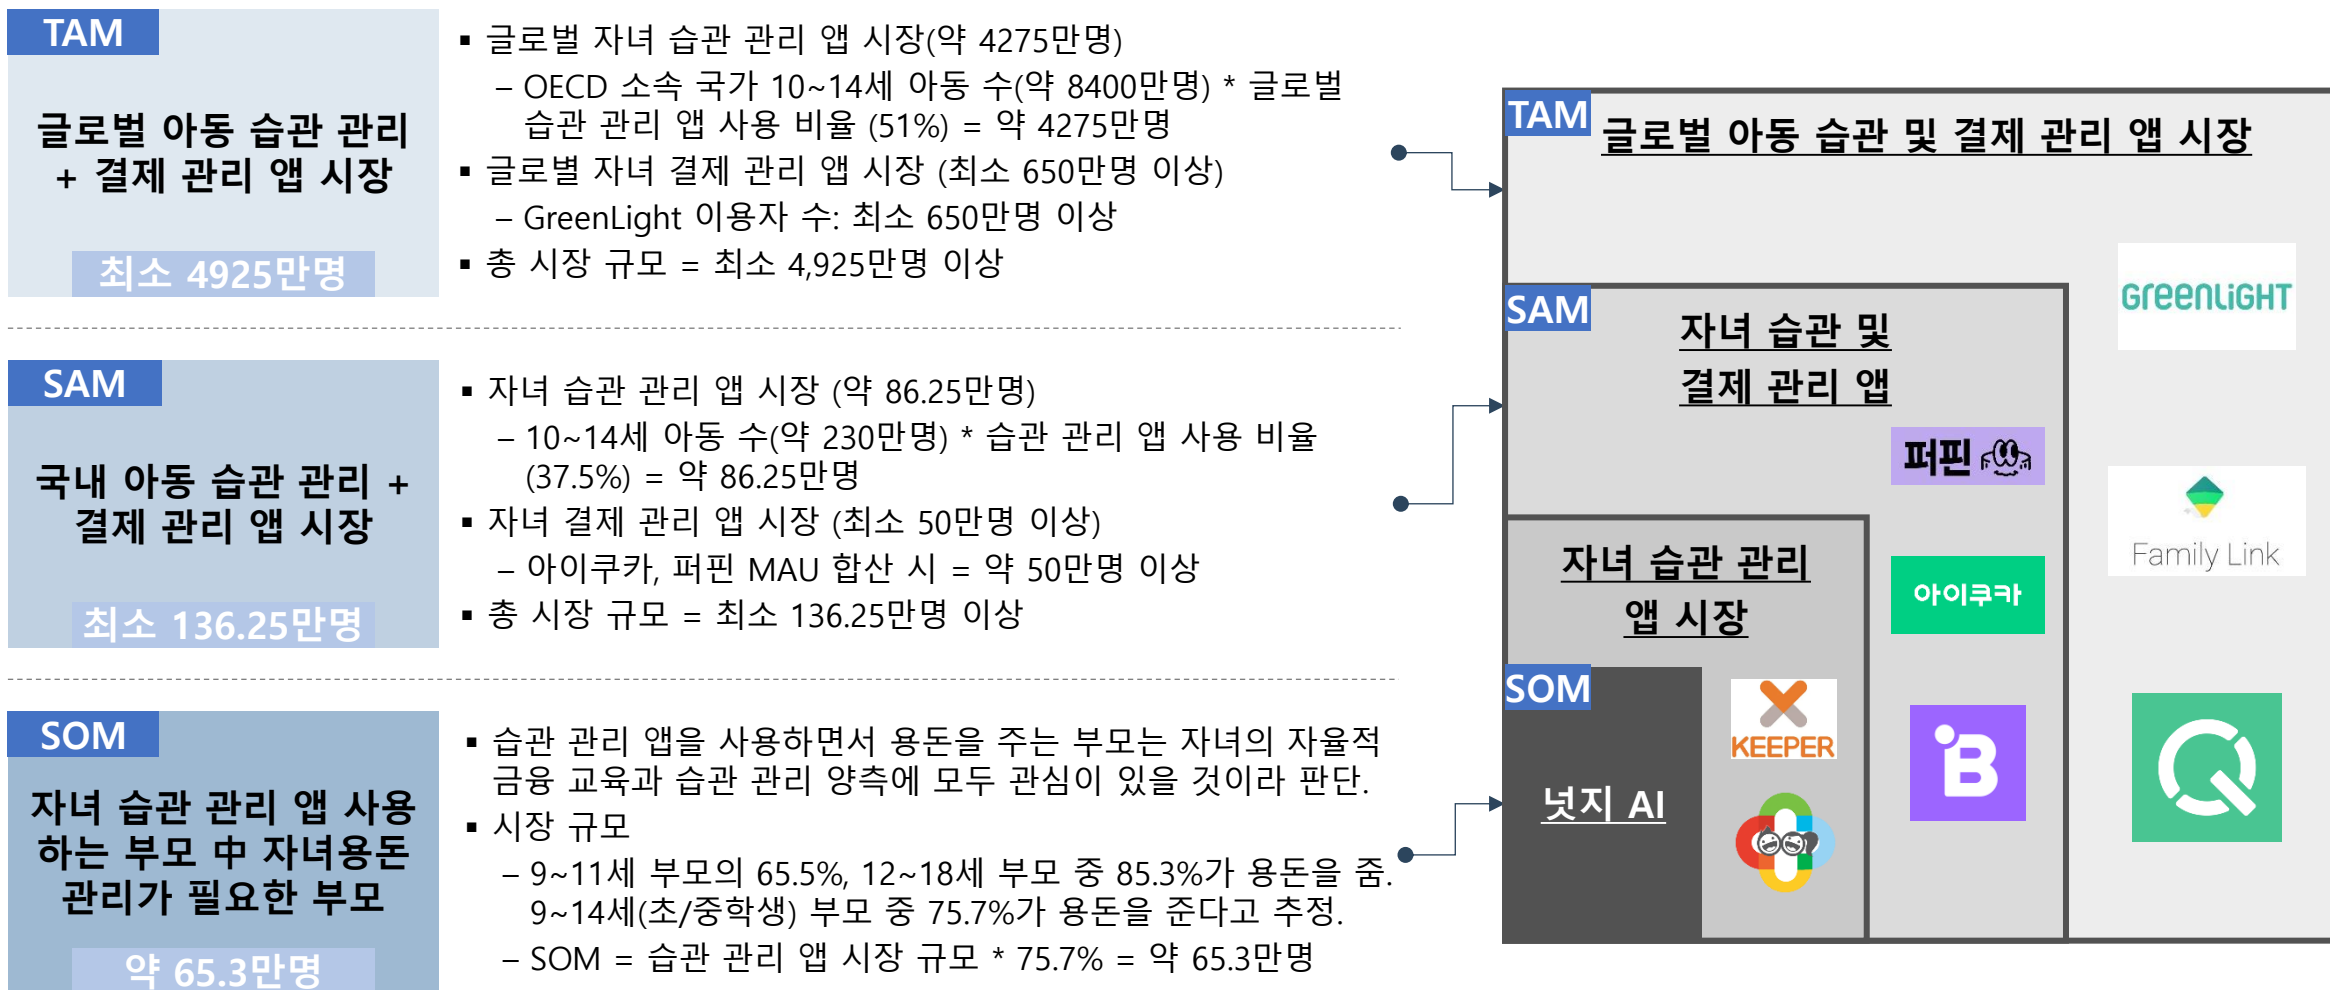 TAM
글로벌 아동 습관 관리
+ 결제 관리 앱 시장
최소 4925만명
▪ 글로벌 자녀 습관 관리 앱 시장(약 4275만명)
– OECD 소속 국가 10~14세 아동 수(약 8400만명) * 글로벌
습관 관리 앱 사용 비율 (51%) = 약 4275만명
▪ 글로별 자녀 결제 관리 앱 시장 (최소 650만명 이상)
– GreenLight 이용자 수: 최소 650만명 이상
▪ 총 시장 규모 = 최소 4,925만명 이상
SAM
국내 아동 습관 관리 +
결제 관리 앱 시장
최소 136.25만명
▪ 자녀 습관 관리 앱 시장 (약 86.25만명)
– 10~14세 아동 수(약 230만명) * 습관 관리 앱 사용 비율
(37.5%) = 약 86.25만명
▪ 자녀 결제 관리 앱 시장 (최소 50만명 이상)
– 아이쿠카, 퍼핀 MAU 합산 시 = 약 50만명 이상
▪ 총 시장 규모 = 최소 136.25만명 이상
SOM
자녀 습관 관리 앱 사용
하는 부모 中 자녀용돈
관리가 필요한 부모
약 65.3만명
▪ 습관 관리 앱을 사용하면서 용돈을 주는 부모는 자녀의 자율적
금융 교육과 습관 관리 양측에 모두 관심이 있을 것이라 판단.
▪ 시장 규모
– 9~11세 부모의 65.5%, 12~18세 부모 중 85.3%가 용돈을 줌.
9~14세(초/중학생) 부모 중 75.7%가 용돈을 준다고 추정.
– SOM = 습관 관리 앱 시장 규모 * 75.7% = 약 65.3만명
TAM
글로벌 아동 습관 및 결제 관리 앱 시장
GreenLiGHT
SAM
자녀 습관 및
결제 관리 앱
퍼핀
Family Link
자녀 습관 관리
앱 시장
아이쿠카
SOM
KEEPER
넛지 AI
B